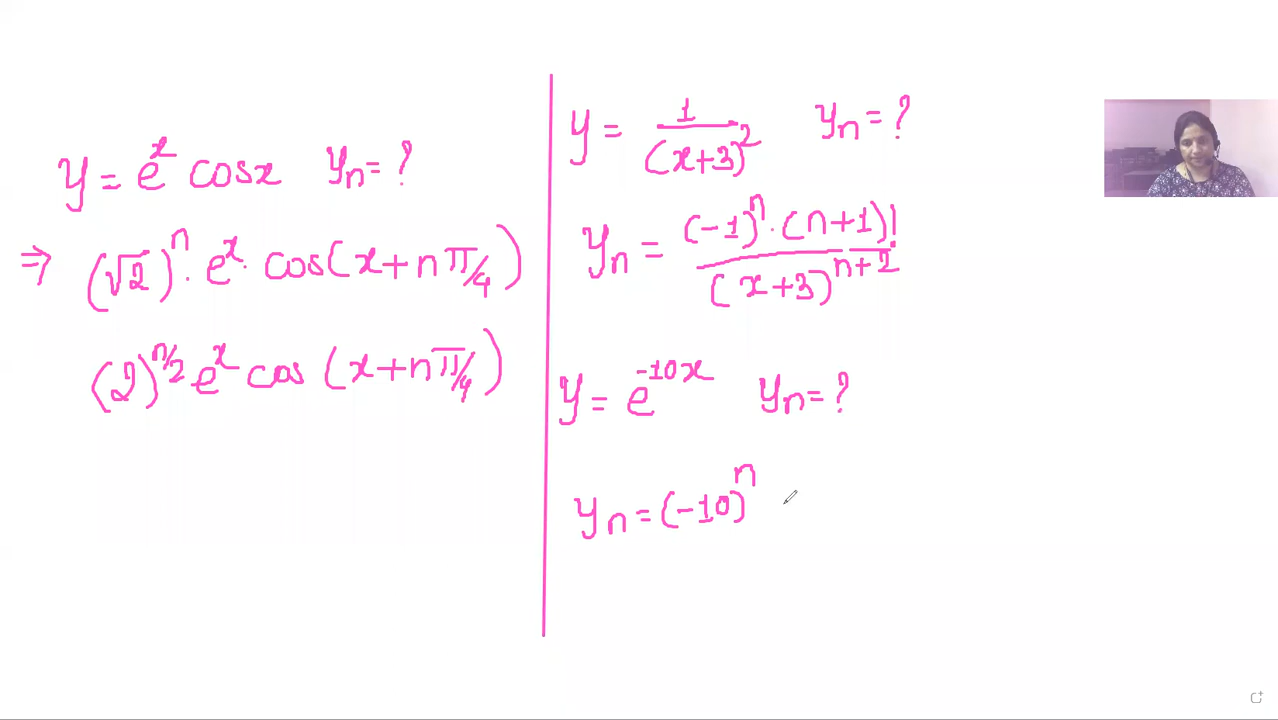 y = e^x cosx   y_n = ?
⇒ (√2)^n · e^x · cos(x + nπ/4)
(2)^{n/2} e^x cos (x + nπ/4)
y = 1/(x+3)^2   y_n = ?
y_n = (-1)^n · (n+1)! / (x+3)^{n+2}
y = e^{-10x}   y_n = ?
y_n = (-10)^n